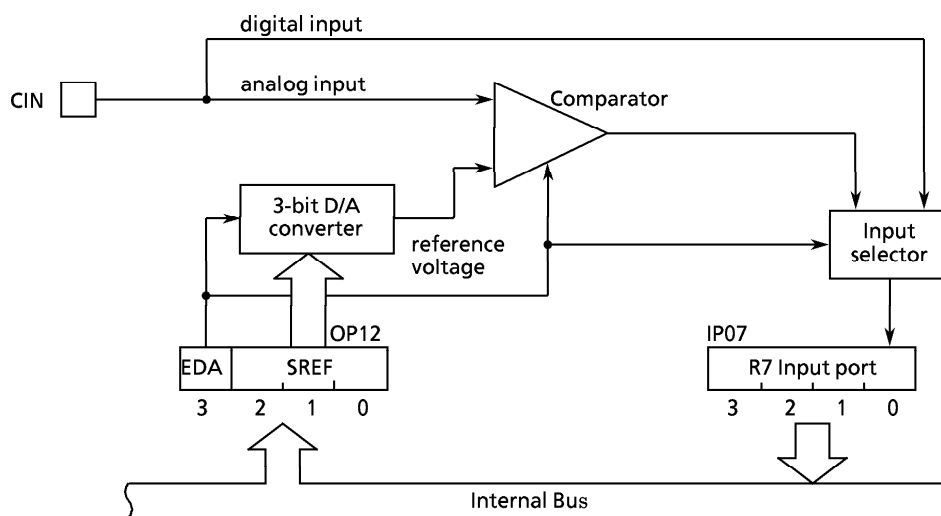 digital input
CIN
analog input
Comparator
3-bit D/A
converter
reference
voltage
Input
selector
OP12
IP07
EDA
SREF
R7 Input port
3 2 1 0
3 2 1 0
Internal Bus